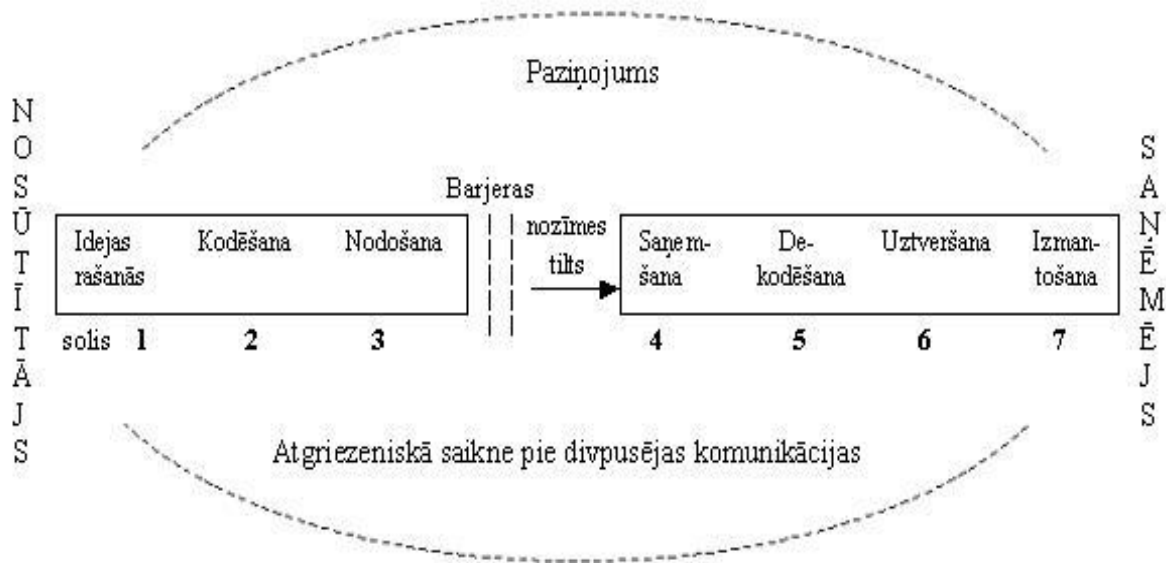 Paziņojums
NOSŪTĪTĀJS
SAŅĒMĒJS
Barjeras
nozīmes
tilts
Idejas
rašanās
Kodēšana
Nodošana
Saņem-
šana
De-
kodēšana
Uztveršana
Izman-
tošana
solis 1 2 3 4 5 6 7
Atgriezeniskā saikne pie divpusējas komunikācijas